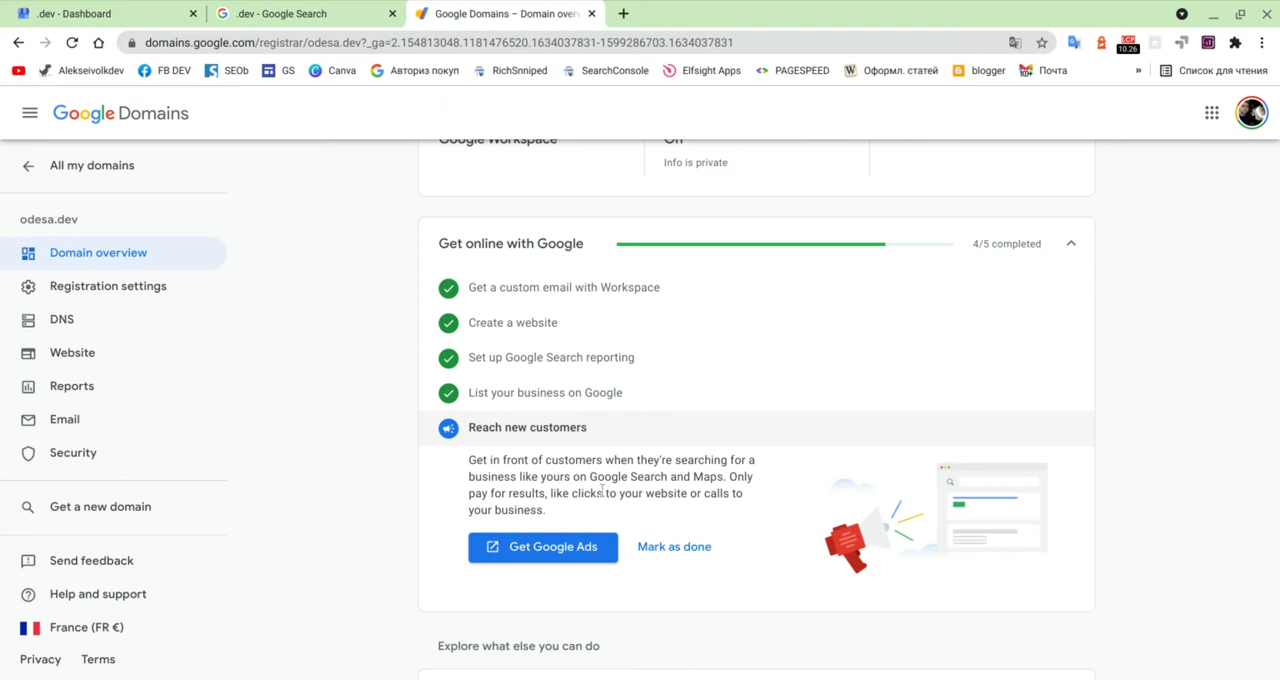 .dev - Dashboard
.dev - Google Search
Google Domains – Domain over
domains.google.com/registrar/odesa.dev?_ga=2.154813048.1181476520.1634037831-1599286703.1634037831
LCP
10.26
Alekseivolkdev
FB DEV
SEOb
GS
Canva
Авториз покуп
RichSnniped
SearchConsole
Elfsight Apps
PAGESPEED
Оформл. статей
blogger
Почта
»
Список для чтения
Google Domains
All my domains
odesa.dev
Domain overview
Registration settings
DNS
Website
Reports
Email
Security
Get a new domain
Send feedback
Help and support
France (FR €)
Privacy
Terms
Google Workspace
On
Info is private
Get online with Google
4/5 completed
Get a custom email with Workspace
Create a website
Set up Google Search reporting
List your business on Google
Reach new customers
Get in front of customers when they're searching for a
business like yours on Google Search and Maps. Only
pay for results, like clicks to your website or calls to
your business.
Get Google Ads
Mark as done
Explore what else you can do